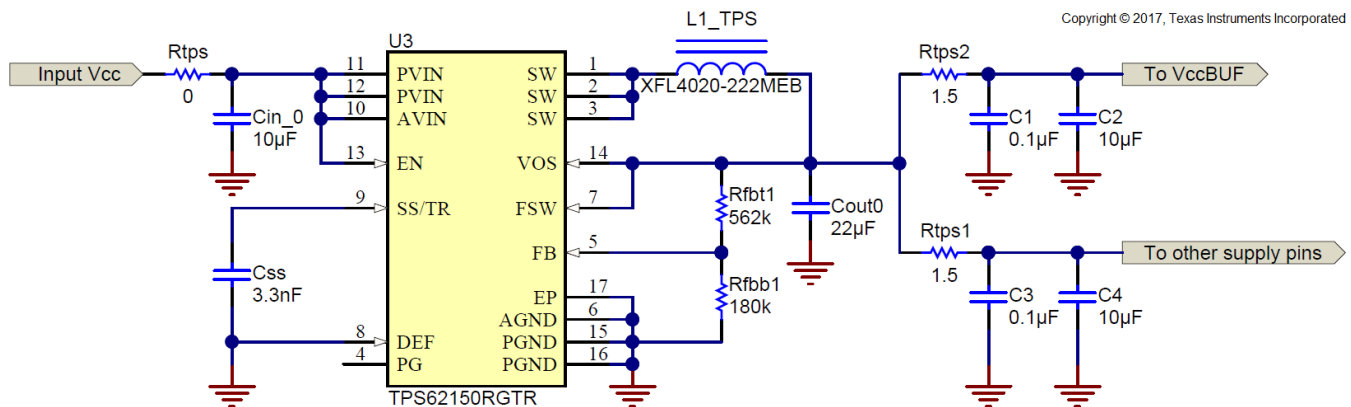 Copyright © 2017, Texas Instruments Incorporated
L1_TPS
U3
Rtps
Rtps2
Input Vcc
11
PVIN
SW
1
To VccBUF
0
12
PVIN
SW
2
XFL4020-222MEB
1.5
10
AVIN
SW
3
Cin_0
10µF
C1
0.1µF
C2
10µF
13
EN
VOS
14
9
SS/TR
FSW
7
Rfbt1
562k
Cout0
22µF
Rtps1
FB
5
To other supply pins
1.5
Css
3.3nF
Rfbb1
180k
EP
17
C3
0.1µF
C4
10µF
AGND
6
8
DEF
PGND
15
4
PG
PGND
16
TPS62150RGTR